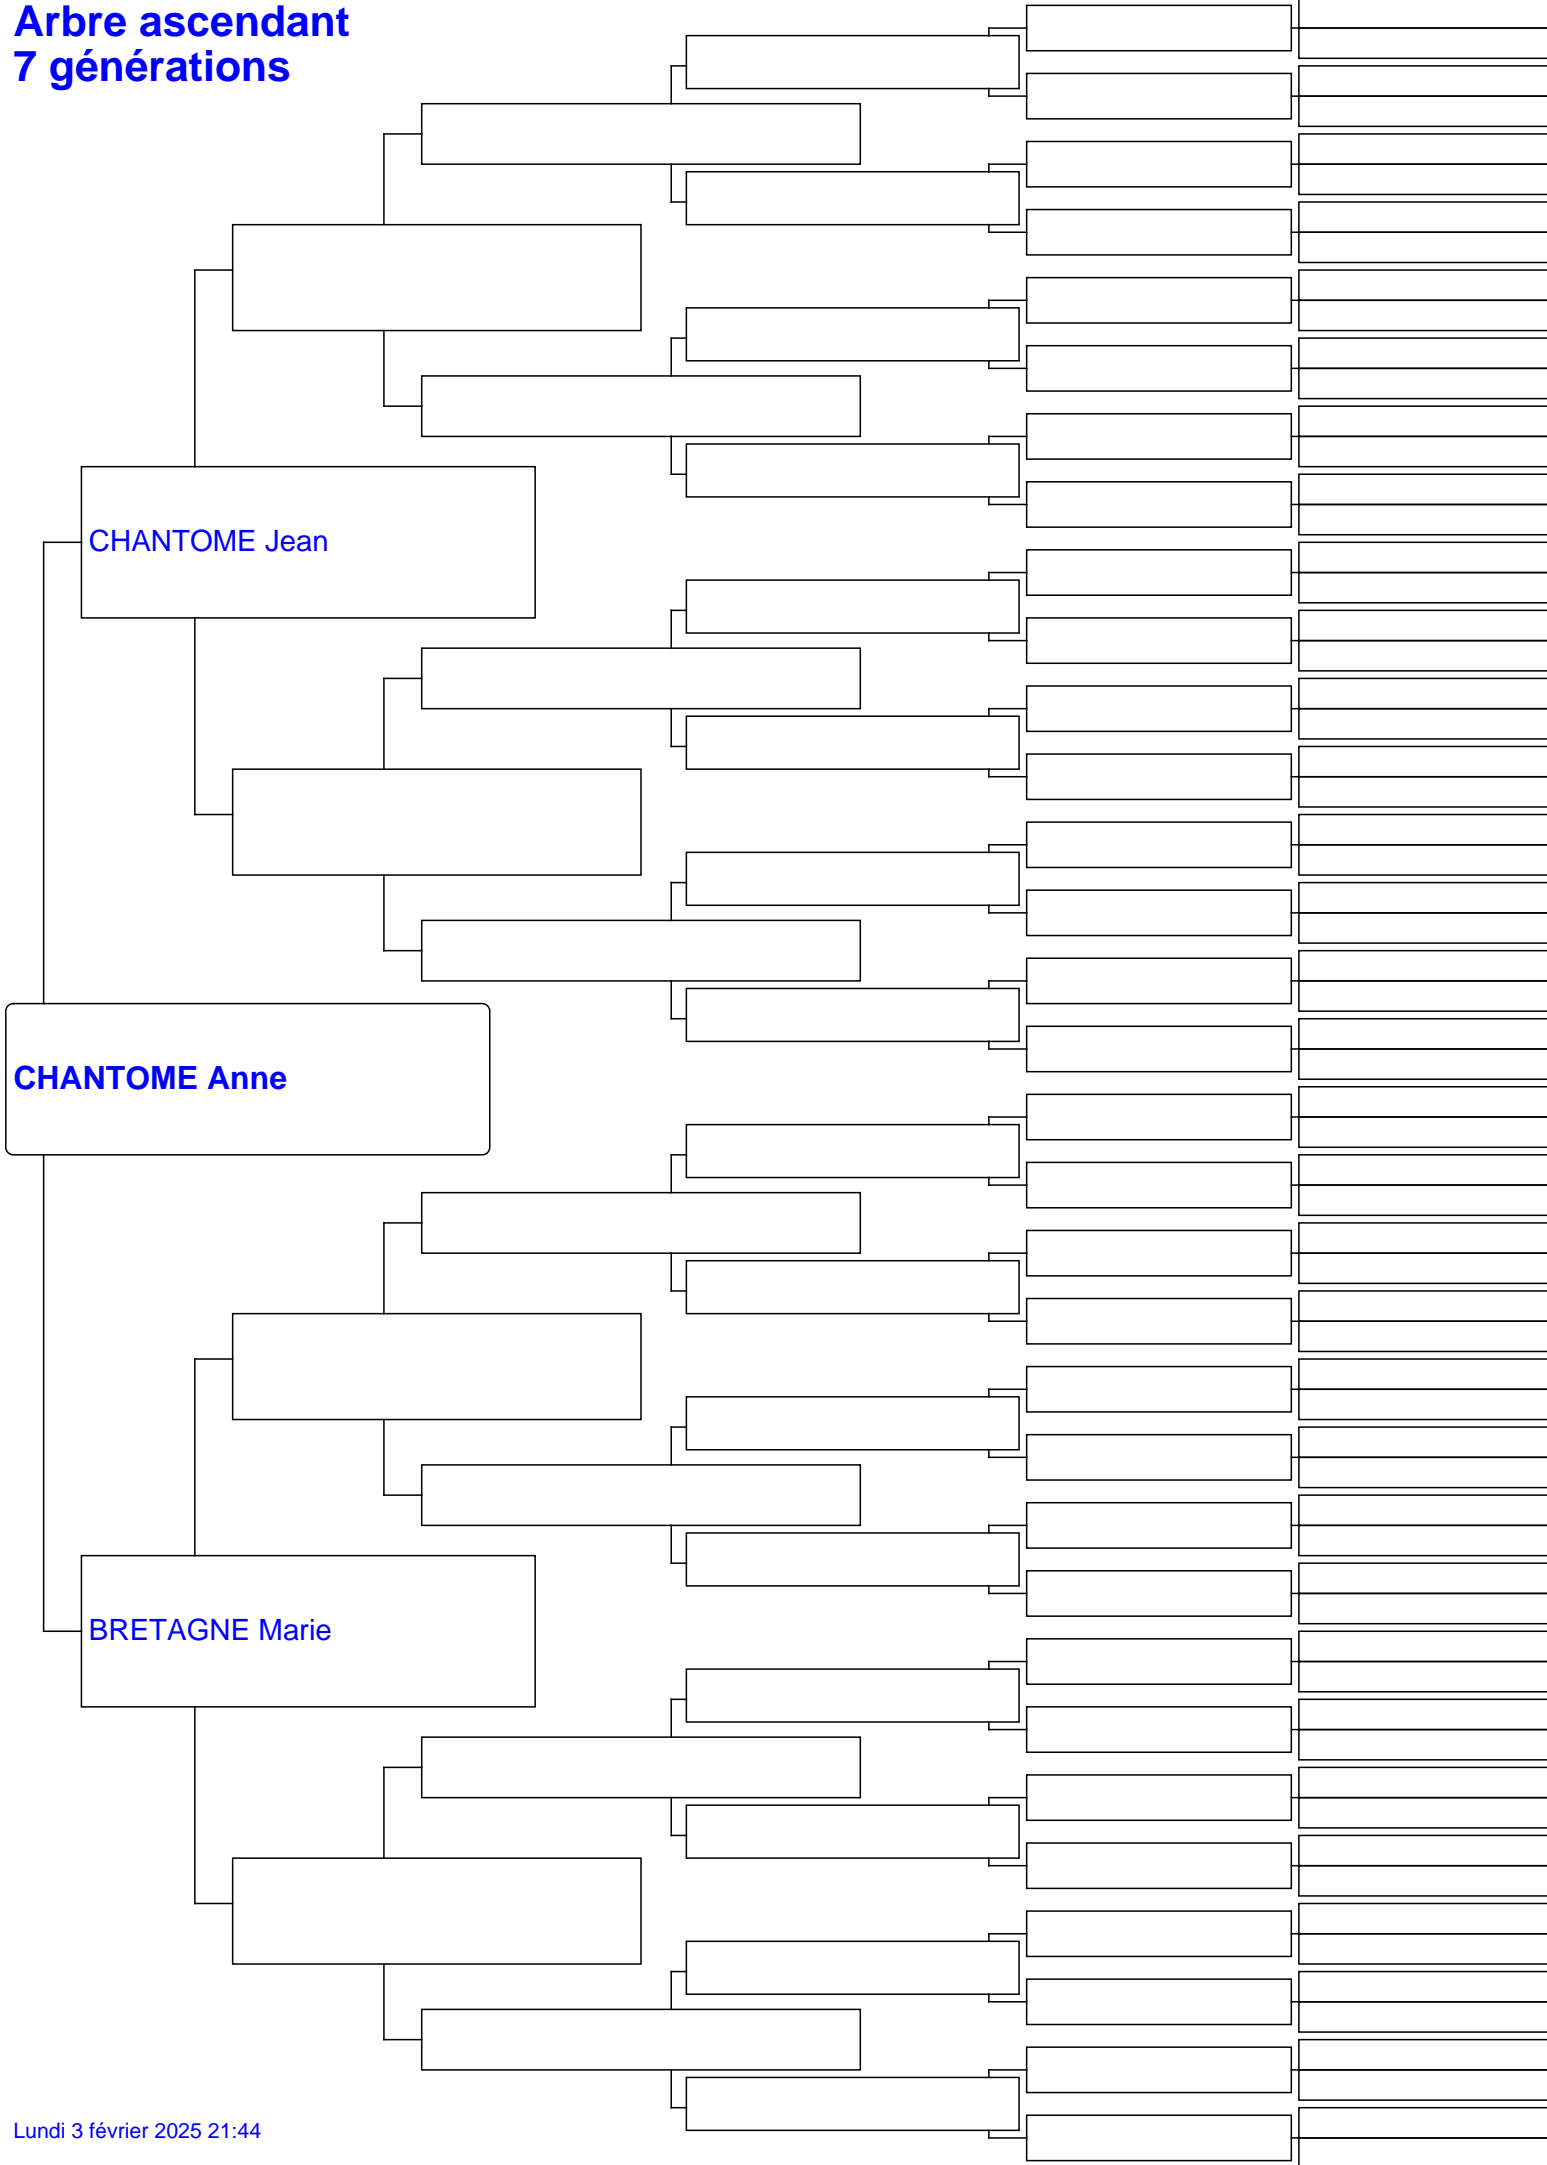 Arbre ascendant
7 générations
CHANTOME Jean
CHANTOME Anne
BRETAGNE Marie
Lundi 3 février 2025 21:44